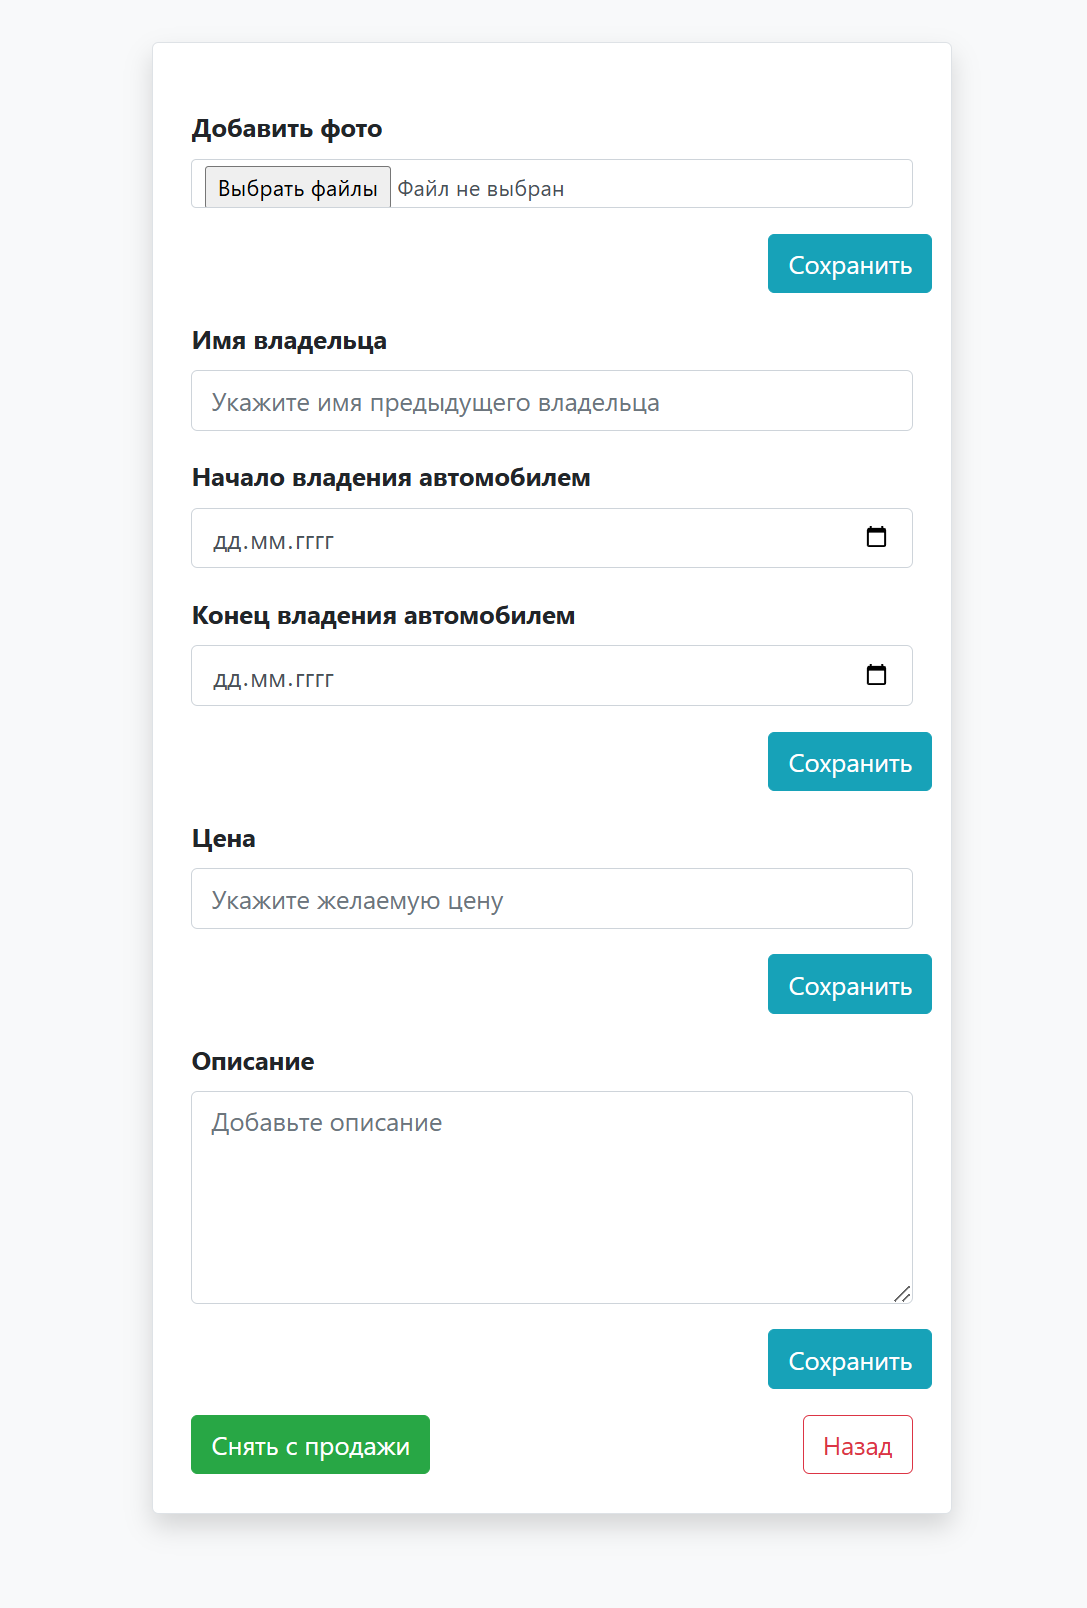 Добавить фото
Выбрать файлы Файл не выбран
Сохранить
Имя владельца
Укажите имя предыдущего владельца
Начало владения автомобилем
дд.мм.гггг
Конец владения автомобилем
дд.мм.гггг
Сохранить
Цена
Укажите желаемую цену
Сохранить
Описание
Добавьте описание
Сохранить
Снять с продажи Назад